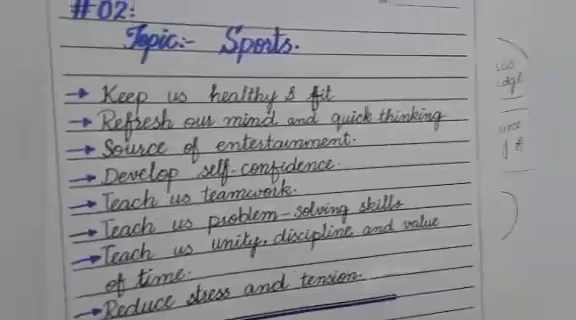 #02:
Topic:- Sports.
→ Keep us healthy & fit
→ Refresh our mind and quick thinking
→ Source of entertainment.
→ Develop self-confidence.
→ Teach us teamwork.
→ Teach us problem-solving skills
→ Teach us unity, discipline and value
of time.
→ Reduce stress and tension.